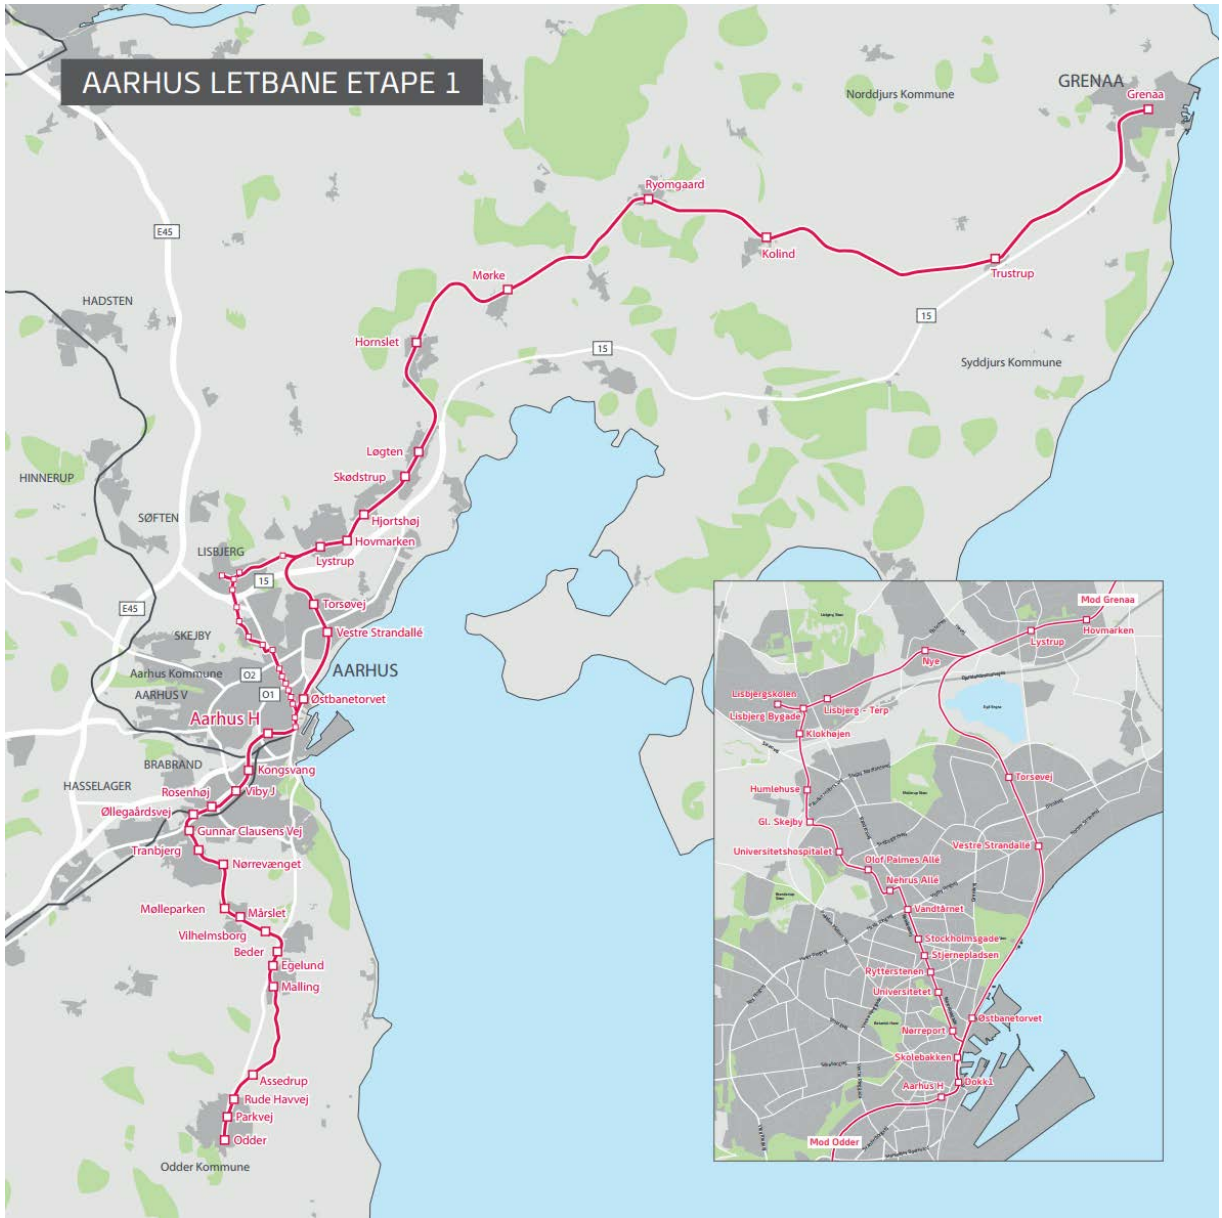 AARHUS LETBANE ETAPE 1
Norddjurs Kommune
GRENAA
Grenaa
Ryomgaard
E45
Kolind
Trustrup
Mørke
HADSTEN
15
Hornslet
15
Syddjurs Kommune
Løgten
Skødstrup
HINNERUP
SØFTEN
Hjortshøj
Hovmarken
LISBJERG
Lystrup
15
E45
Torsøvej
SKEJBY
Vestre Strandallé
Aarhus Kommune
O2
AARHUS
AARHUS V
O1
Østbanetorvet
Aarhus H
BRABRAND
Kongsvang
HASSELAGER
Rosenhøj
Viby J
Øllegaardsvej
Gunnar Clausens Vej
Tranbjerg
Nørrevænget
Mølleparken
Mårslet
Vilhelmsborg
Beder
Egelund
Malling
Assedrup
Rude Havvej
Parkvej
Odder
Odder Kommune
Mod Grenaa
Hovmarken
Lystrup
Nye
Lisbjergskolen
Lisbjerg - Terp
Lisbjerg Bygade
Klokhøjen
Torsøvej
Humlehuse
Gl. Skejby
Vestre Strandallé
Universitetshospitalet
Olof Palmes Allé
Nehrus Allé
Vandtårnet
Stockholmsgade
Stjernepladsen
Rytterstenen
Universitetet
Østbanetorvet
Nørreport
Skolebakken
Dokk1
Aarhus H
Mod Odder